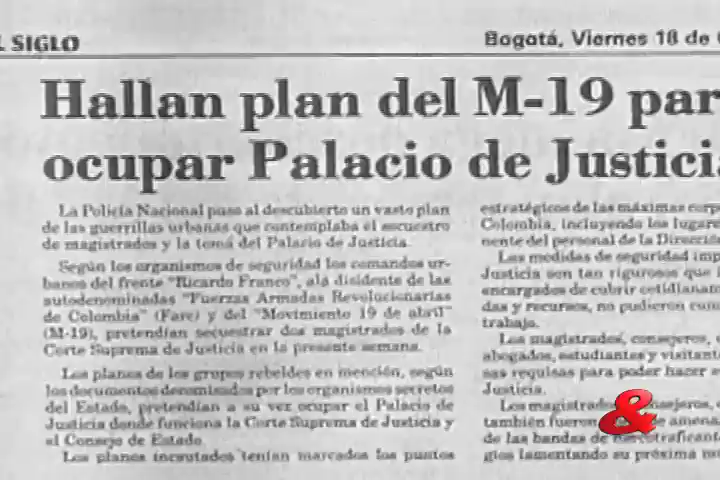 L SIGLO
Bogotá, Viernes 18 de
Hallan plan del M-19 par
ocupar Palacio de Justicia
La Policía Nacional puso al descubierto un vasto plan
de las guerrillas urbanas que contemplaba el secuestro
de magistrados y la toma del Palacio de Justicia.
Según los organismos de seguridad los comandos ur-
banos del frente "Ricardo Franco", ala disidente de las
autodenominadas "Fuerzas Armadas Revolucionarias
de Colombia" (Farc) y del "Movimiento 19 de abril"
(M-19), pretendían secuestrar dos magistrados de la
Corte Suprema de Justicia en la presente semana.
Los planes de los grupos rebeldes en mención, según
los documentos decomisados por los organismos secretos
del Estado, pretendían a su vez ocupar el Palacio de
Justicia donde funciona la Corte Suprema de Justicia y
el Consejo de Estado.
Los planes incautados tenían marcados los puntos
estratégicos de las máximas corp
Colombia, incluyendo los lugar
nente del personal de la Direcció
Las medidas de seguridad imp
Justicia son tan rigurosos que
encargados de cubrir cotidianam
das y recursos, no pudieron cum
trabajo.
Los magistrados, consejeros,
abogados, estudiantes y visitant
sas requisas para poder hacer
Justicia.
Los magistrados, consejeros,
también fueron de amena
de las bandas de narcotraficant
gios lamentando su próxima
&